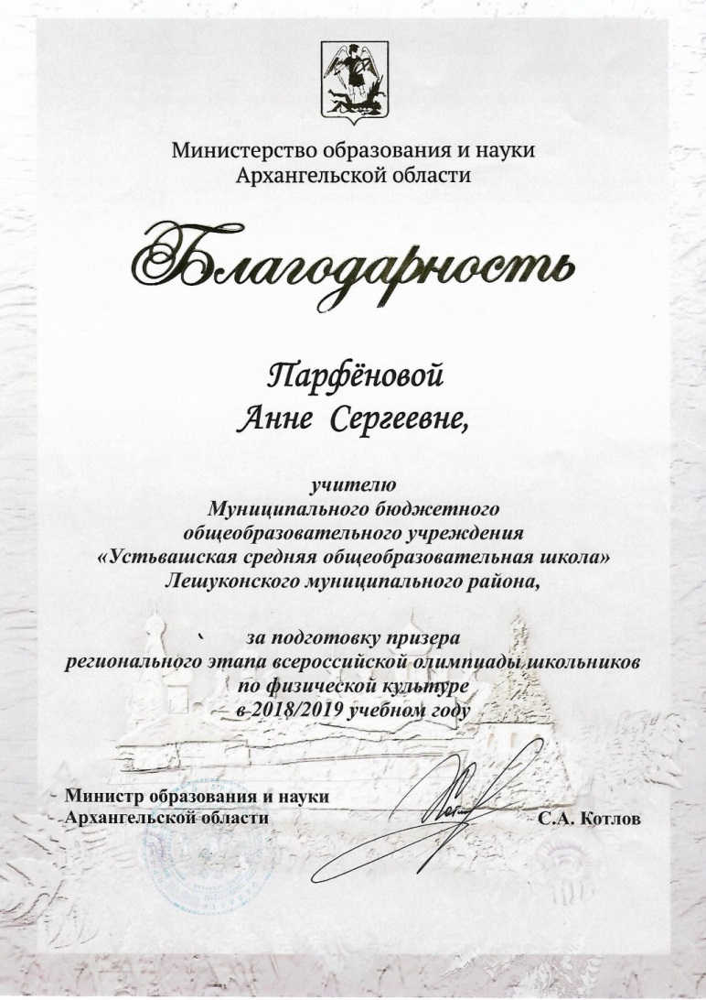 Министерство образования и науки
Архангельской области
Благодарность
Парфёновой
Анне Сергеевне,
учителю
Муниципального бюджетного
общеобразовательного учреждения
«Устьвашская средняя общеобразовательная школа»
Лешуконского муниципального района,
за подготовку призера
регионального этапа всероссийской олимпиады школьников
по физической культуре
в 2018/2019 учебном году
Министр образования и науки
Архангельской области
С.А. Котлов